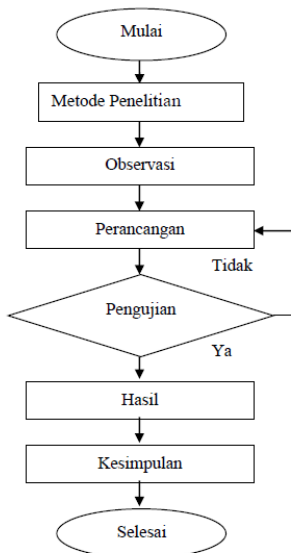 Mulai
Metode Penelitian
Observasi
Perancangan
Tidak
Pengujian
Ya
Hasil
Kesimpulan
Selesai